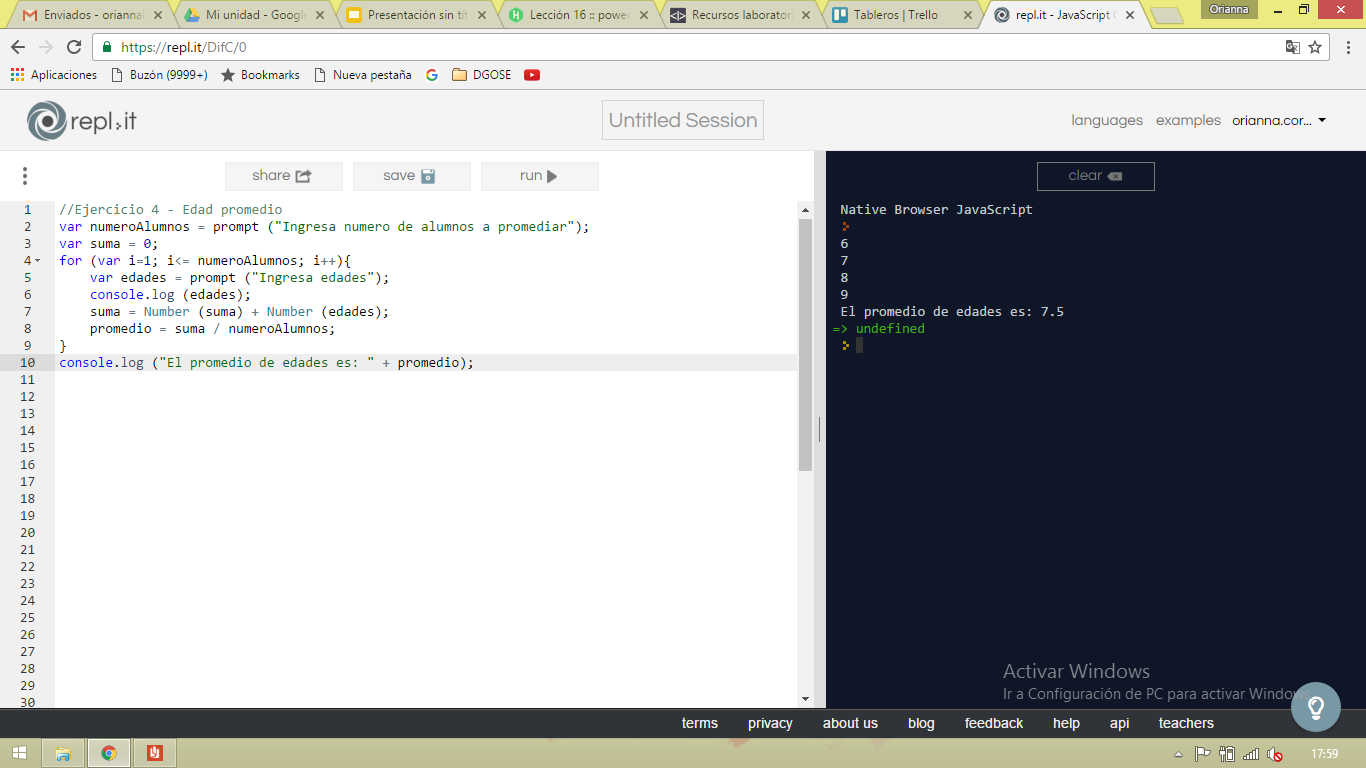 Enviados - orianna
Mi unidad - Google
Presentación sin tít
Lección 16 :: power
Recursos laboratori
Tableros | Trello
repl.it - JavaScript C
Orianna
https://repl.it/DifC/0
Aplicaciones
Buzón (9999+)
Bookmarks
Nueva pestaña
DGOSE
repl.it
Untitled Session
languages
examples
orianna.cor...
share
save
run
clear
1 //Ejercicio 4 - Edad promedio
2 var numeroAlumnos = prompt ("Ingresa numero de alumnos a promediar");
3 var suma = 0;
4 for (var i=1; i<= numeroAlumnos; i++){
5 var edades = prompt ("Ingresa edades");
6 console.log (edades);
7 suma = Number (suma) + Number (edades);
8 promedio = suma / numeroAlumnos;
9 }
10 console.log ("El promedio de edades es: " + promedio);
11
12
13
14
15
16
17
18
19
20
21
22
23
24
25
26
27
28
29
30
Native Browser JavaScript
6
7
8
9
El promedio de edades es: 7.5
=> undefined
Activar Windows
Ir a Configuración de PC para activar Windows.
terms
privacy
about us
blog
feedback
help
api
teachers
17:59